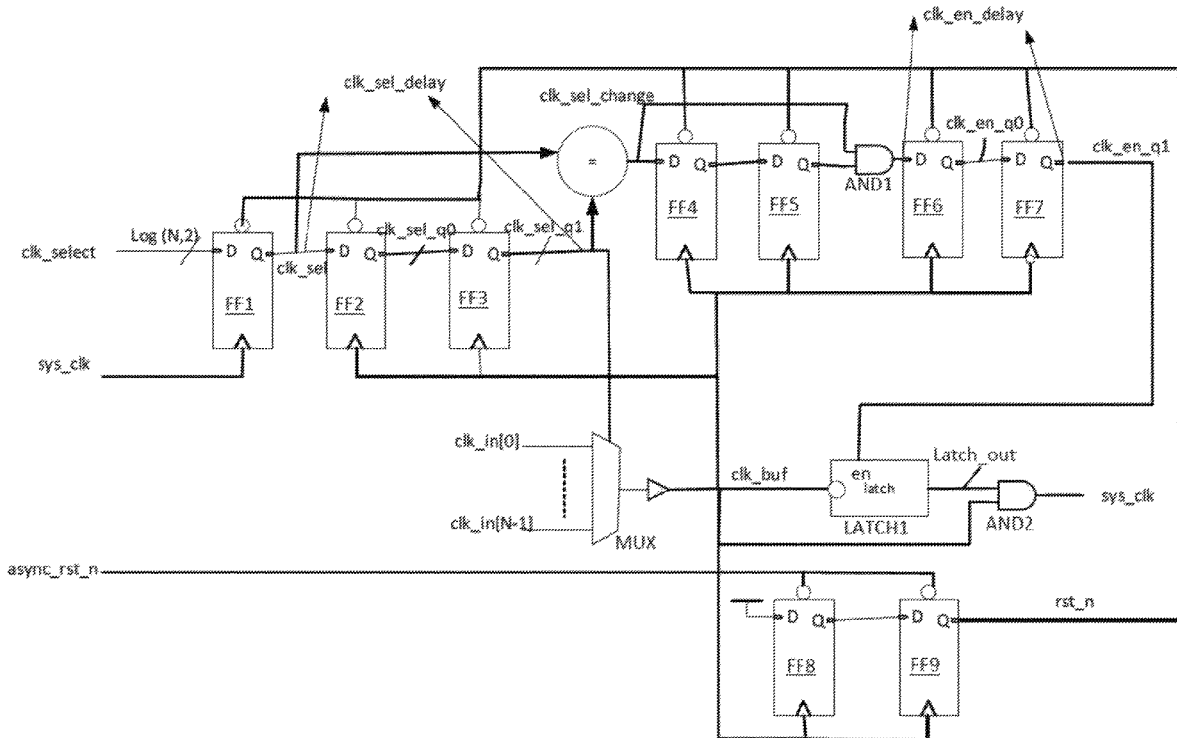 clk_en_delay
clk_sel_delay
clk_sel_change
clk_en_q0
clk_en_q1
=
D
Q
D
Q
AND1
D
Q
D
Q
FF4
FF5
FF6
FF7
Log (N,2)
clk_select
D
Q
clk_sel
D
Q
clk_sel_q0
D
Q
clk_sel_q1
FF1
FF2
FF3
sys_clk
clk_in[0]
clk_in[N-1]
MUX
clk_buf
en
latch
LATCH1
Latch_out
AND2
sys_clk
async_rst_n
D
Q
D
Q
rst_n
FF8
FF9